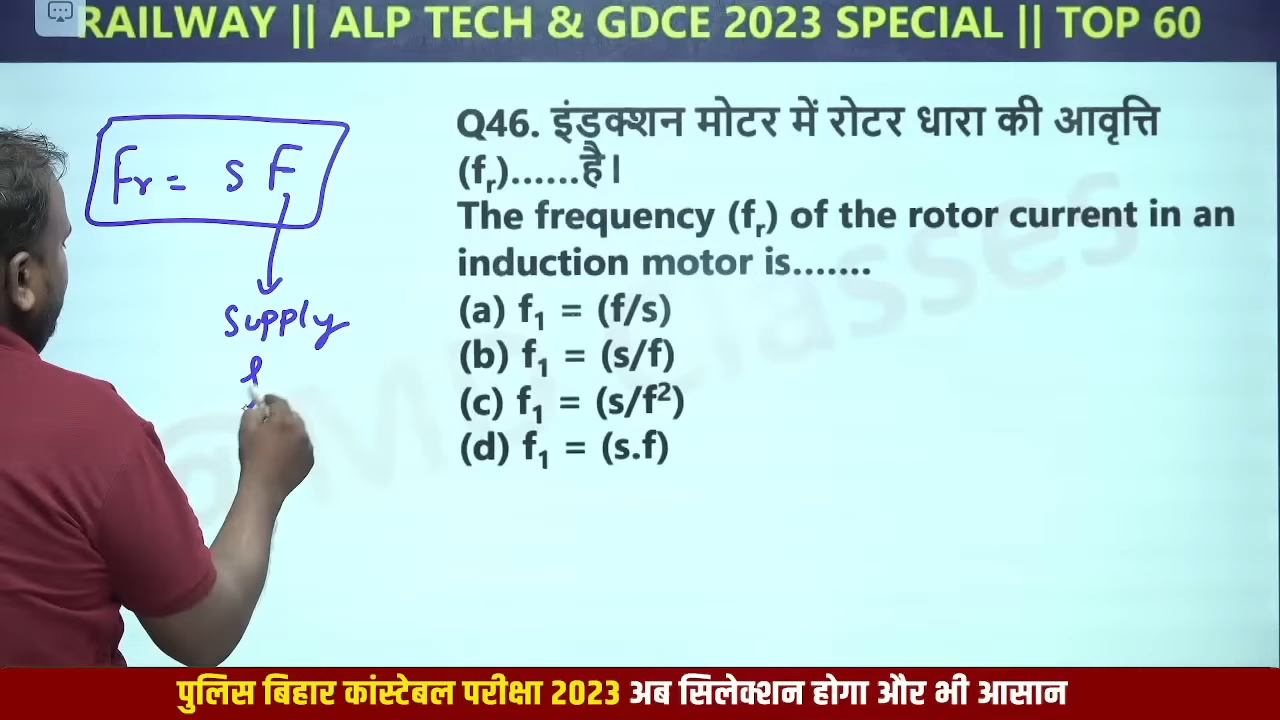 RAILWAY || ALP TECH & GDCE 2023 SPECIAL || TOP 60
Fr = S F
Supply
Q46. इंडक्शन मोटर में रोटर धारा की आवृत्ति
(fr)......है।
The frequency (fr) of the rotor current in an
induction motor is.......
(a) f1 = (f/s)
(b) f1 = (s/f)
(c) f1 = (s/f²)
(d) f1 = (s.f)
@MD Classes
पुलिस बिहार कांस्टेबल परीक्षा 2023 अब सिलेक्शन होगा और भी आसान